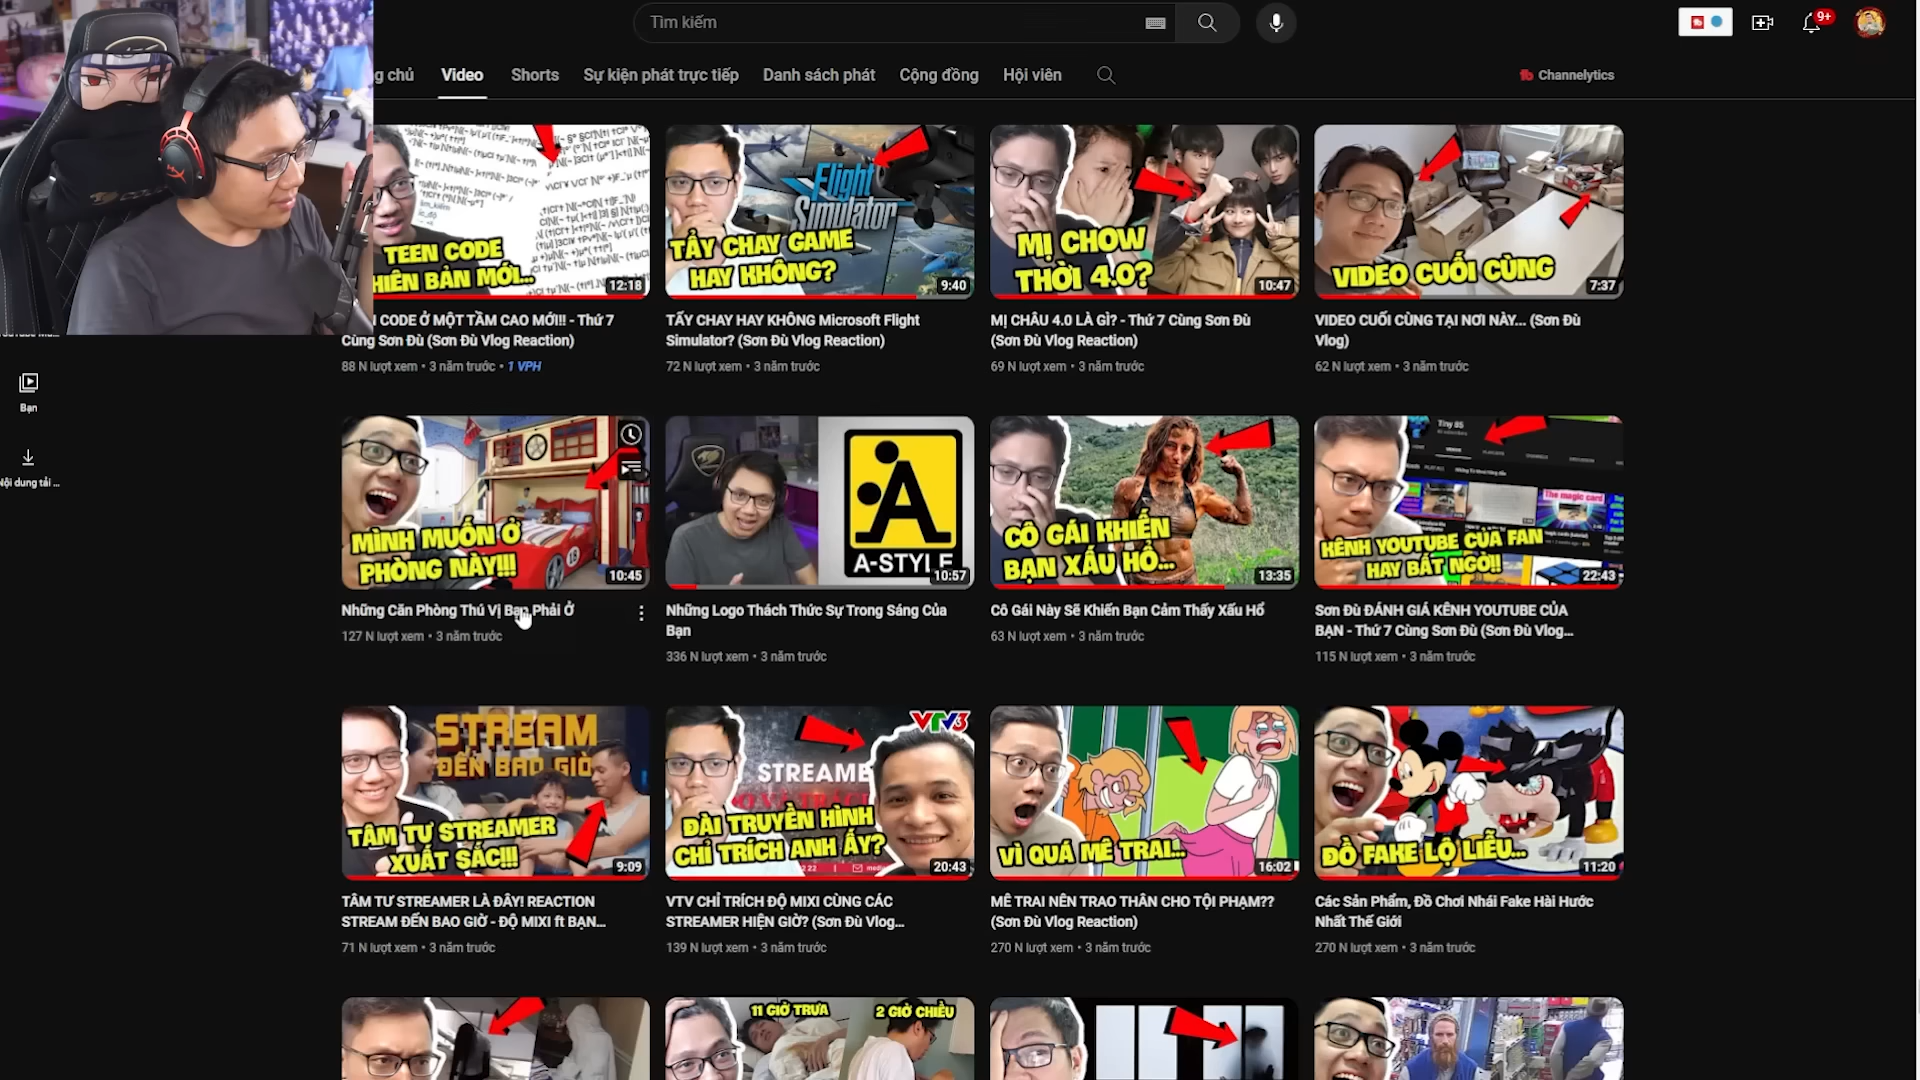 Tìm kiếm
9+
g chủ
Video
Shorts
Sự kiện phát trực tiếp
Danh sách phát
Cộng đồng
Hội viên
Channelytics
TEEN CODE
HIÊN BẢN MỚI...
12:18
Flight
Simulator
TẨY CHAY GAME
HAY KHÔNG?
9:40
MỊ CHOW
THỜI 4.0?
10:47
VIDEO CUỐI CÙNG
7:37
CODE Ở MỘT TẦM CAO MỚI!! - Thứ 7
Cùng Sơn Đù (Sơn Đù Vlog Reaction)
88 N lượt xem • 3 năm trước • 1 VPH
TẨY CHAY HAY KHÔNG Microsoft Flight
Simulator? (Sơn Đù Vlog Reaction)
72 N lượt xem • 3 năm trước
MỊ CHÂU 4.0 LÀ GÌ? - Thứ 7 Cùng Sơn Đù
(Sơn Đù Vlog Reaction)
69 N lượt xem • 3 năm trước
VIDEO CUỐI CÙNG TẠI NƠI NÀY... (Sơn Đù
Vlog)
62 N lượt xem • 3 năm trước
Bạn
Nội dung tải ...
MÌNH MUỐN Ở
PHÒNG NÀY!!!
10:45
A-STYLE
10:57
CÔ GÁI KHIẾN
BẠN XẤU HỔ...
13:35
Tiny 85
The magic card
KÊNH YOUTUBE CỦA FAN
HAY BẤT NGỜ!!
22:43
Những Căn Phòng Thú Vị Bạn Phải Ở
127 N lượt xem • 3 năm trước
Những Logo Thách Thức Sự Trong Sáng Của
Bạn
336 N lượt xem • 3 năm trước
Cô Gái Này Sẽ Khiến Bạn Cảm Thấy Xấu Hổ
63 N lượt xem • 3 năm trước
Sơn Đù ĐÁNH GIÁ KÊNH YOUTUBE CỦA
BẠN - Thứ 7 Cùng Sơn Đù (Sơn Đù Vlog...
115 N lượt xem • 3 năm trước
STREAM
ĐẾN BAO GIỜ
TÂM TƯ STREAMER
XUẤT SẮC!!!
9:09
VTV3
STREAME
ĐÀI TRUYỀN HÌNH
CHỈ TRÍCH ANH ẤY?
20:43
VÌ QUÁ MÊ TRAI...
16:02
ĐỒ FAKE LỘ LIỄU...
11:20
TÂM TƯ STREAMER LÀ ĐÂY! REACTION
STREAM ĐẾN BAO GIỜ - ĐỘ MIXI ft BẠN...
71 N lượt xem • 3 năm trước
VTV CHỈ TRÍCH ĐỘ MIXI CÙNG CÁC
STREAMER HIỆN GIỜ? (Sơn Đù Vlog...
139 N lượt xem • 3 năm trước
MÊ TRAI NÊN TRAO THÂN CHO TỘI PHẠM??
(Sơn Đù Vlog Reaction)
270 N lượt xem • 3 năm trước
Các Sản Phẩm, Đồ Chơi Nhái Fake Hài Hước
Nhất Thế Giới
270 N lượt xem • 3 năm trước
11 GIỜ TRƯA
2 GIỜ CHIỀU